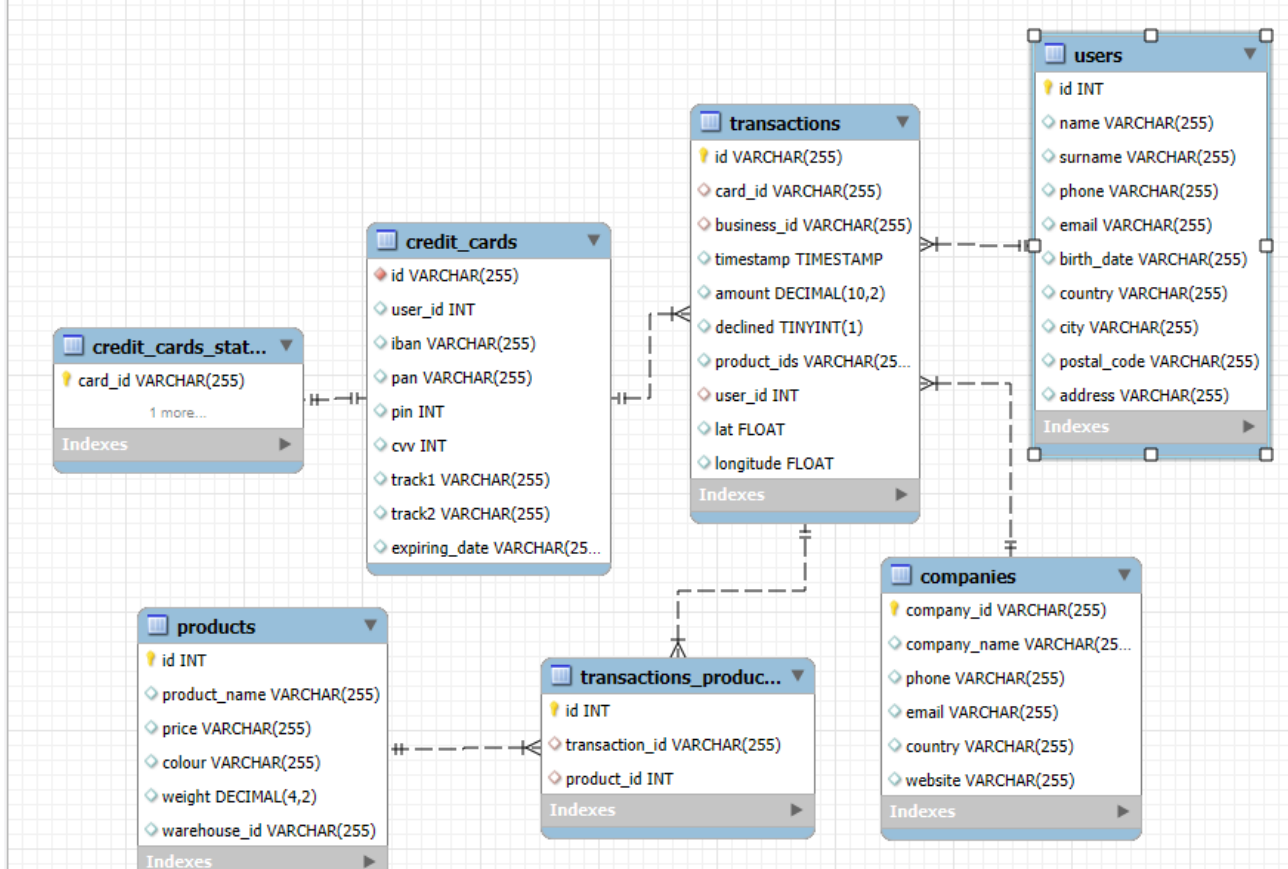 users
id INT
name VARCHAR(255)
surname VARCHAR(255)
phone VARCHAR(255)
email VARCHAR(255)
birth_date VARCHAR(255)
country VARCHAR(255)
city VARCHAR(255)
postal_code VARCHAR(255)
address VARCHAR(255)
Indexes
transactions
id VARCHAR(255)
card_id VARCHAR(255)
business_id VARCHAR(255)
timestamp TIMESTAMP
amount DECIMAL(10,2)
declined TINYINT(1)
product_ids VARCHAR(25...
user_id INT
lat FLOAT
longitude FLOAT
Indexes
credit_cards
id VARCHAR(255)
user_id INT
iban VARCHAR(255)
pan VARCHAR(255)
pin INT
cvv INT
track1 VARCHAR(255)
track2 VARCHAR(255)
expiring_date VARCHAR(25...
credit_cards_stat...
card_id VARCHAR(255)
1 more...
Indexes
companies
company_id VARCHAR(255)
company_name VARCHAR(25...
phone VARCHAR(255)
email VARCHAR(255)
country VARCHAR(255)
website VARCHAR(255)
Indexes
products
id INT
product_name VARCHAR(255)
price VARCHAR(255)
colour VARCHAR(255)
weight DECIMAL(4,2)
warehouse_id VARCHAR(255)
Indexes
transactions_produc...
id INT
transaction_id VARCHAR(255)
product_id INT
Indexes